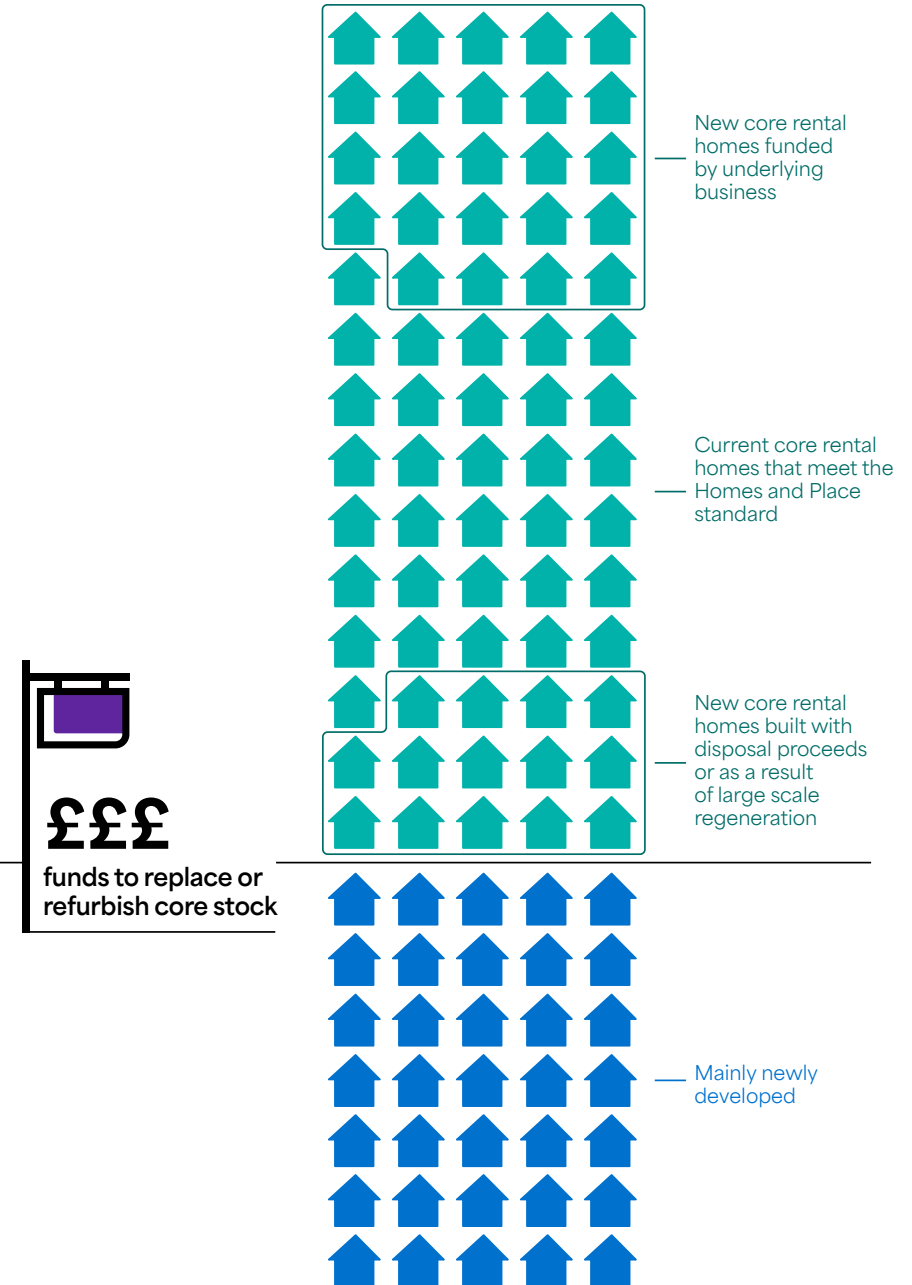 New core rental
homes funded
by underlying
business
Current core rental
homes that meet the
Homes and Place
standard
New core rental
homes built with
disposal proceeds
or as a result
of large scale
regeneration
£££
funds to replace or
refurbish core stock
Mainly newly
developed